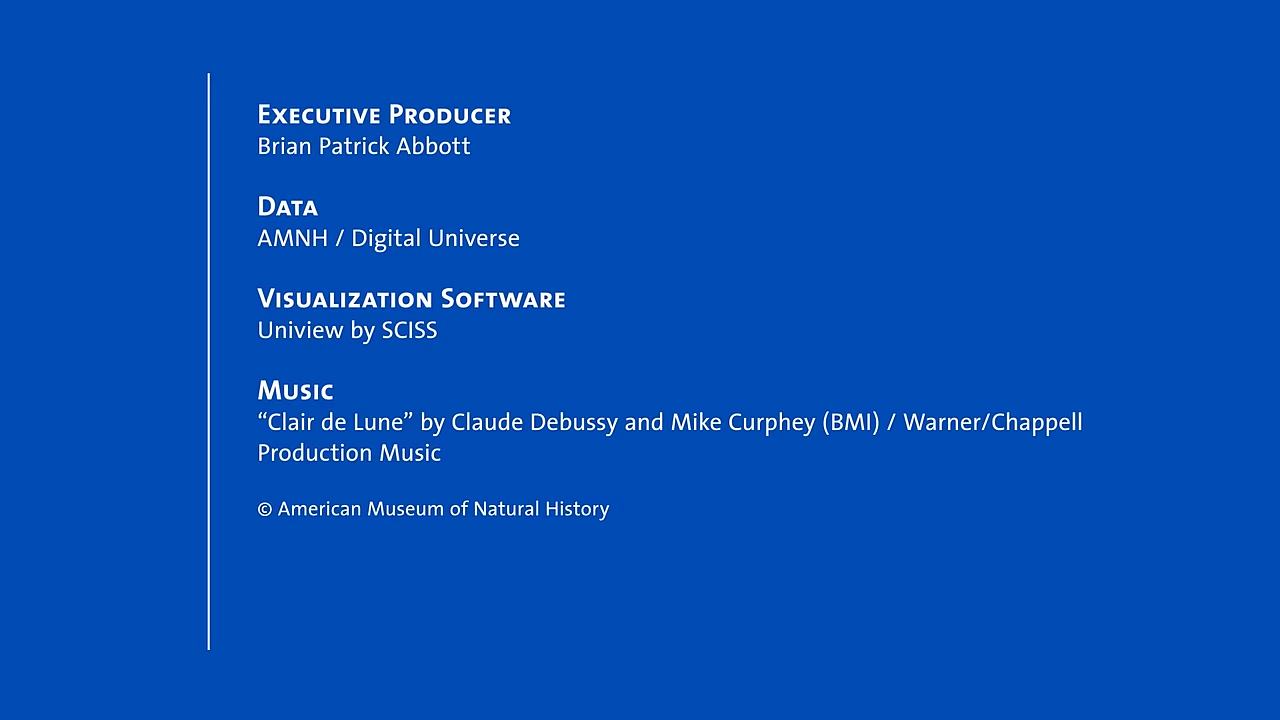 Executive Producer
Brian Patrick Abbott
Data
AMNH / Digital Universe
Visualization Software
Uniview by SCISS
Music
“Clair de Lune” by Claude Debussy and Mike Curphey (BMI) / Warner/Chappell
Production Music
© American Museum of Natural History